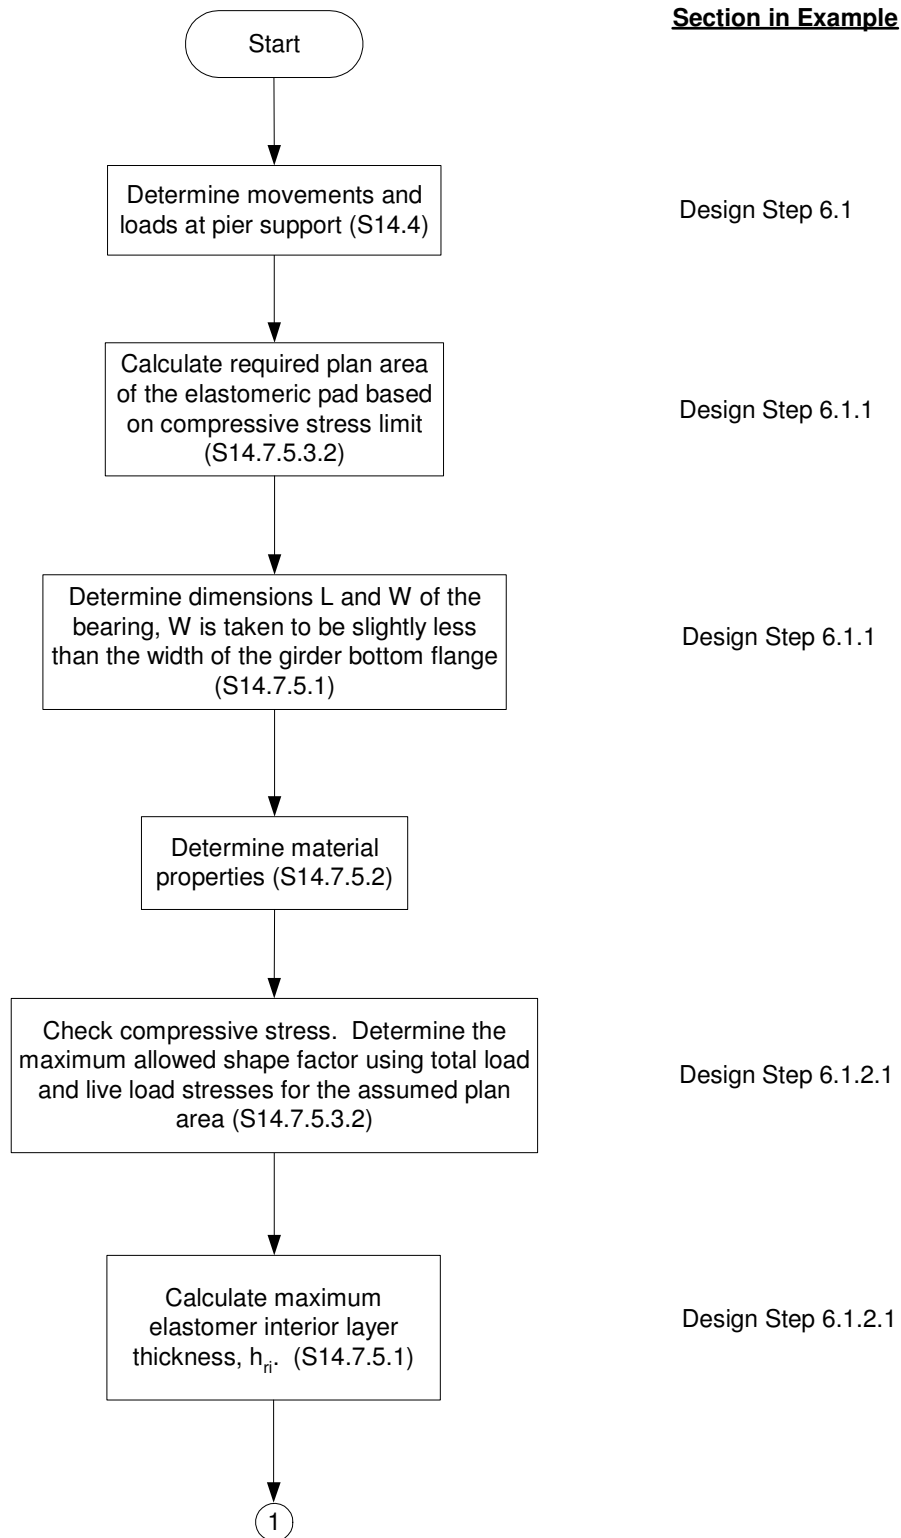 Section in Example
Start
Determine movements and
loads at pier support (S14.4)
Design Step 6.1
Calculate required plan area
of the elastomeric pad based
on compressive stress limit
(S14.7.5.3.2)
Design Step 6.1.1
Determine dimensions L and W of the
bearing, W is taken to be slightly less
than the width of the girder bottom flange
(S14.7.5.1)
Design Step 6.1.1
Determine material
properties (S14.7.5.2)
Check compressive stress.  Determine the
maximum allowed shape factor using total load
and live load stresses for the assumed plan
area (S14.7.5.3.2)
Design Step 6.1.2.1
Calculate maximum
elastomer interior layer
thickness, hri.  (S14.7.5.1)
Design Step 6.1.2.1
1